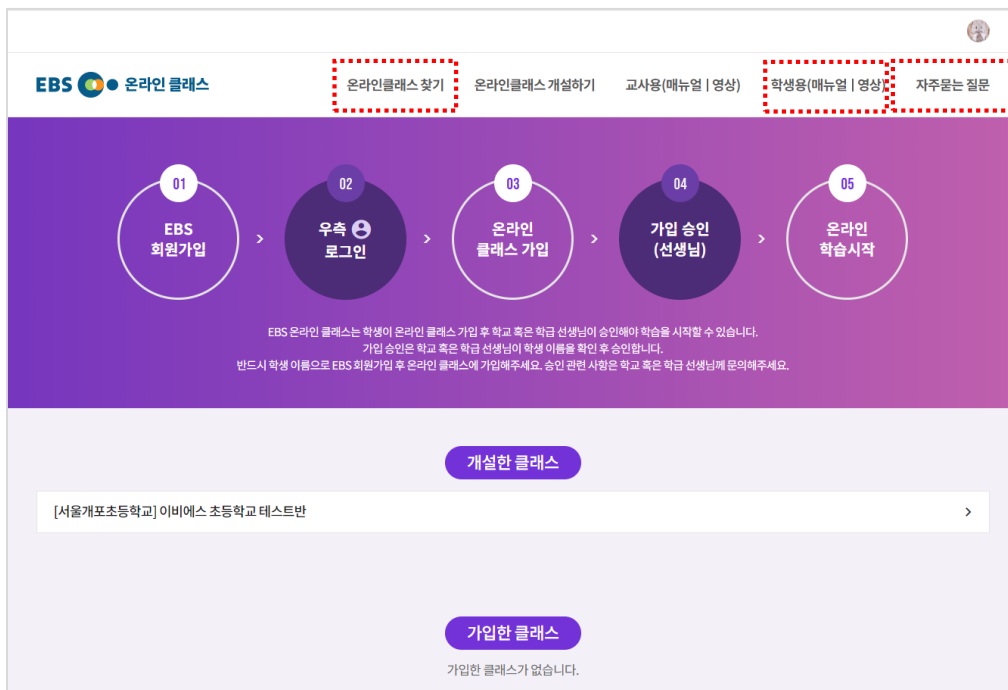 EBS 온라인 클래스
온라인클래스 찾기
온라인클래스 개설하기
교사용(매뉴얼 | 영상)
학생용(매뉴얼 | 영상)
자주묻는 질문
01
EBS
회원가입
02
우측
로그인
03
온라인
클래스 가입
04
가입 승인
(선생님)
05
온라인
학습시작
EBS 온라인 클래스는 학생이 온라인 클래스 가입 후 학교 혹은 학급 선생님이 승인해야 학습을 시작할 수 있습니다.
가입 승인은 학교 혹은 학급 선생님이 학생 이름을 확인 후 승인합니다.
반드시 학생 이름으로 EBS 회원가입 후 온라인 클래스에 가입해주세요. 승인 관련 사항은 학교 혹은 학급 선생님께 문의해주세요.
개설한 클래스
[서울개포초등학교] 이비에스 초등학교 테스트반
가입한 클래스
가입한 클래스가 없습니다.